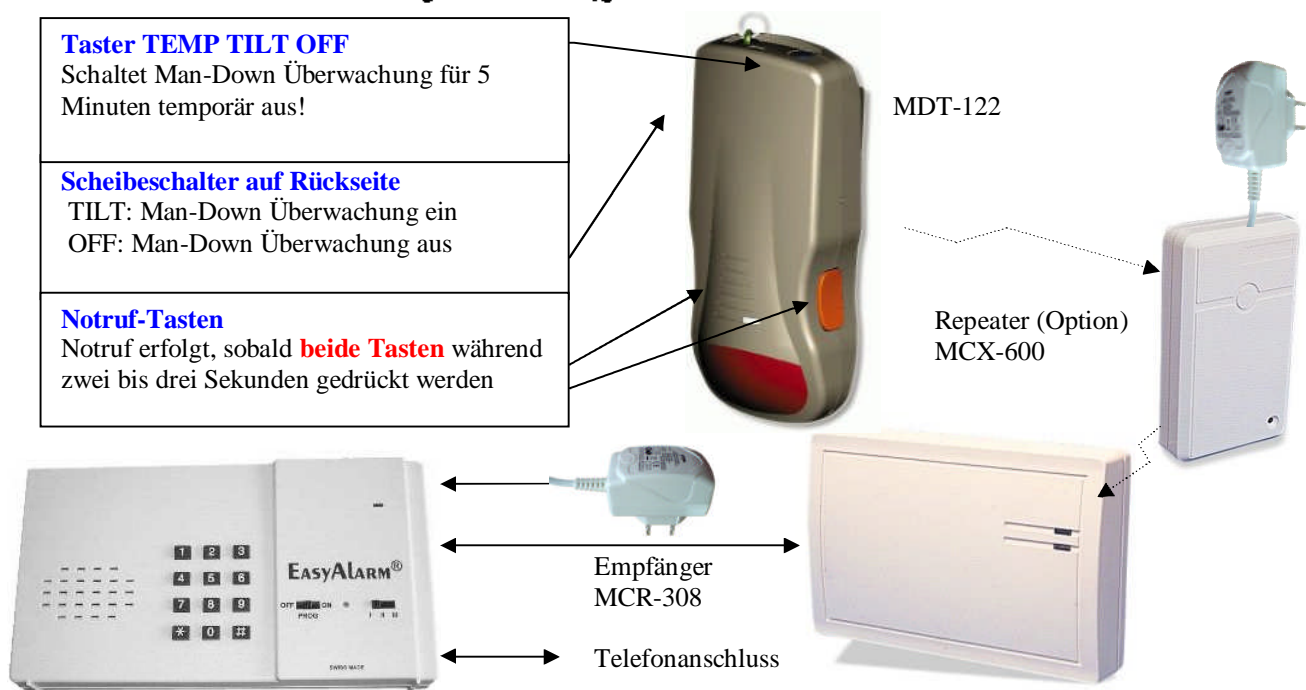 Taster TEMP TILT OFF
Schaltet Man-Down Überwachung für 5
Minuten temporär aus!
Scheibeschalter auf Rückseite
TILT: Man-Down Überwachung ein
OFF: Man-Down Überwachung aus
Notruf-Tasten
Notruf erfolgt, sobald beide Tasten während
zwei bis drei Sekunden gedrückt werden
MDT-122
Repeater (Option)
MCX-600
Empfänger
MCR-308
Telefonanschluss
1 2 3
4 5 6
7 8 9
* 0 #
EASYALARM®
OFF ON
PROG
I II III
SWISS MADE